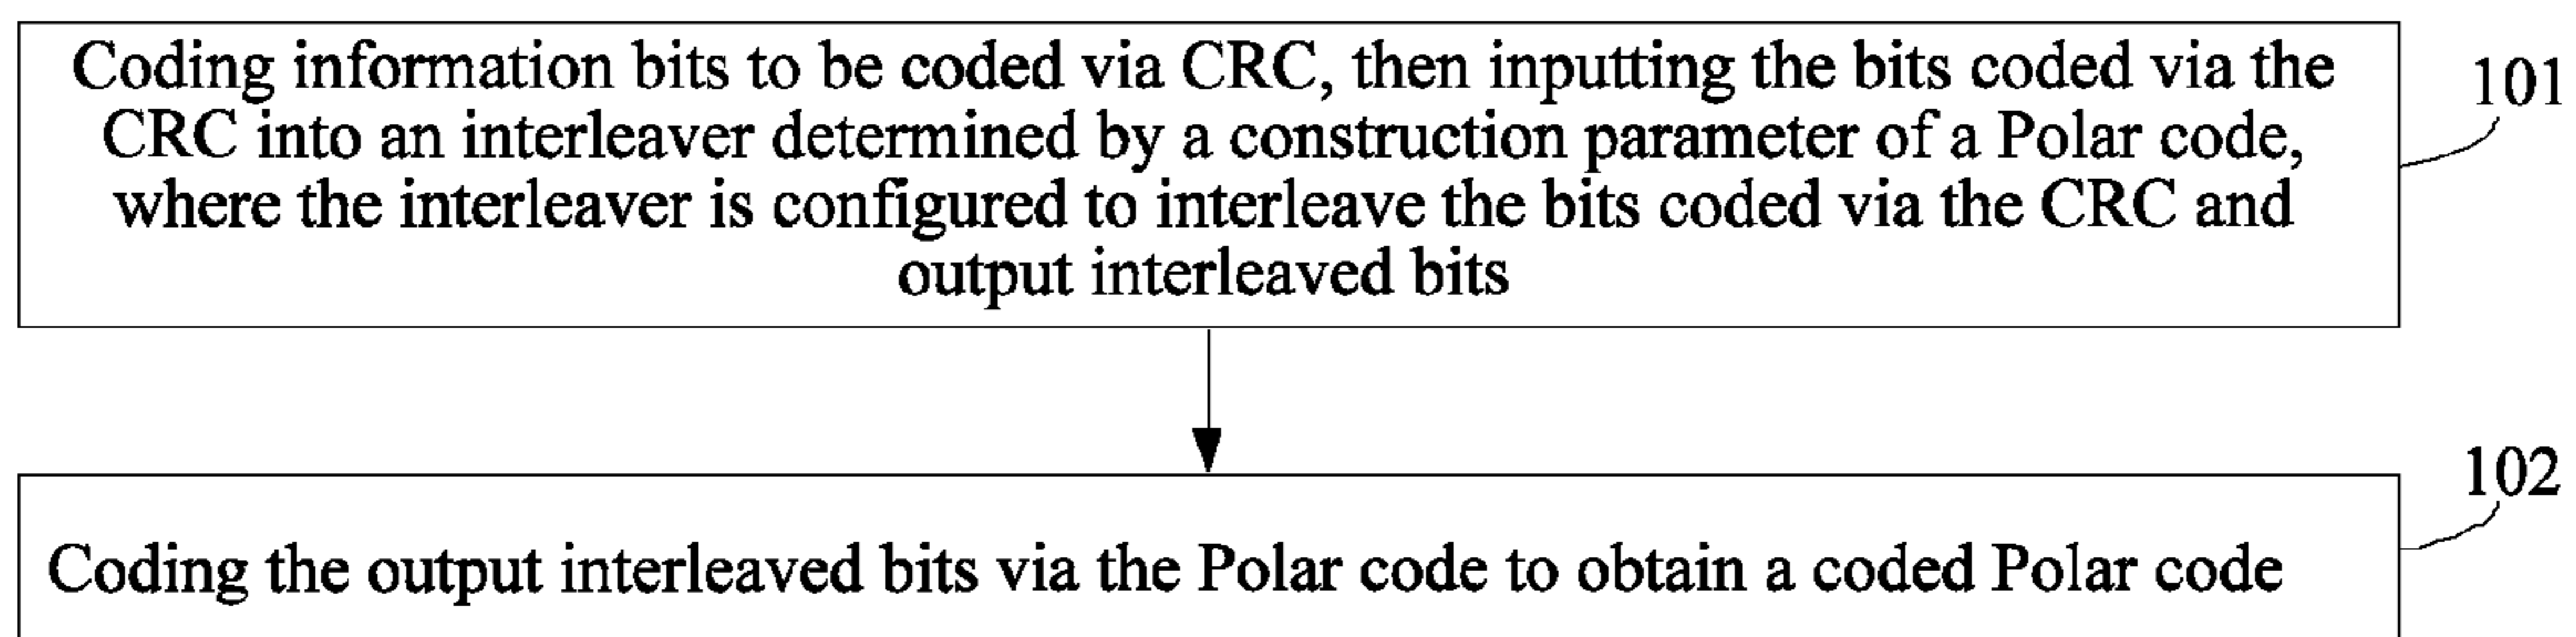 Coding information bits to be coded via CRC, then inputting the bits coded via the
CRC into an interleaver determined by a construction parameter of a Polar code,
where the interleaver is configured to interleave the bits coded via the CRC and
output interleaved bits
101
102
Coding the output interleaved bits via the Polar code to obtain a coded Polar code